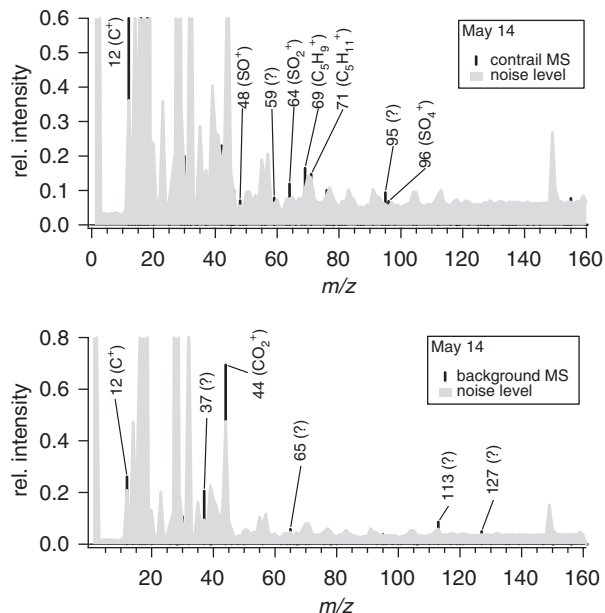 0.6
0.5
0.4
0.3
0.2
0.1
0.0
rel. intensity
12 (C⁺)
48 (SO⁺)
59 (?)
64 (SO₂⁺)
69 (C₅H₉⁺)
71 (C₅H₁₁⁺)
95 (?)
96 (SO₄⁺)
May 14
contrail MS
noise level
0 20 40 60 80 100 120 140 160
m/z
0.8
0.6
0.4
0.2
0.0
rel. intensity
12 (C⁺)
37 (?)
44 (CO₂⁺)
65 (?)
113 (?)
127 (?)
May 14
background MS
noise level
20 40 60 80 100 120 140 160
m/z